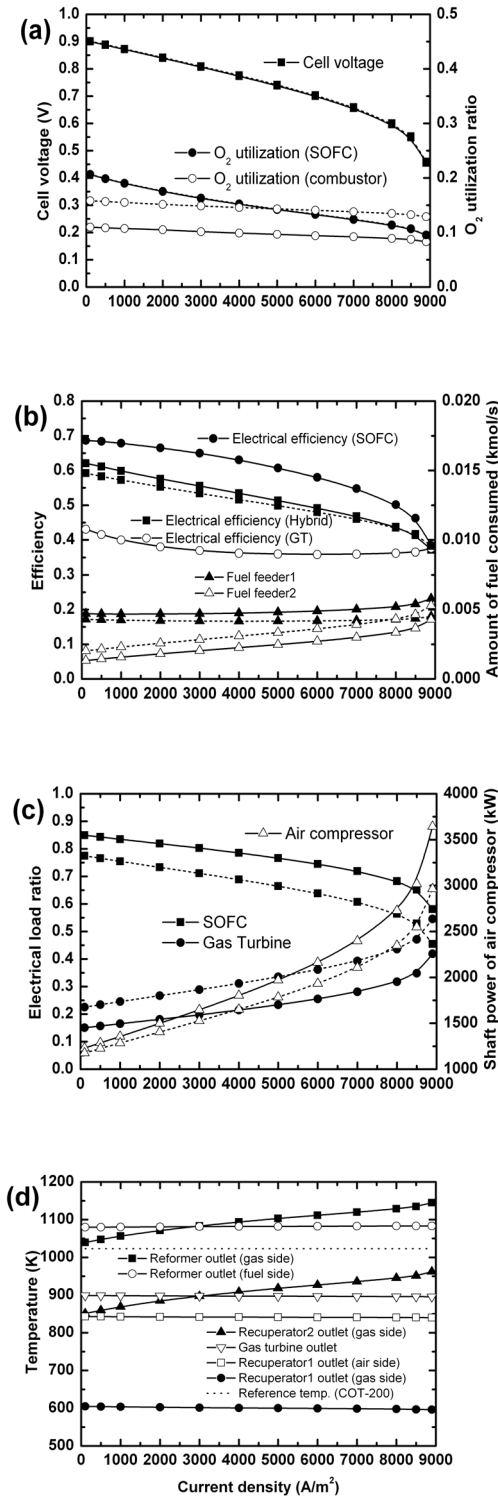 (a)
1.0
0.9
0.8
0.7
0.6
0.5
0.4
0.3
0.2
0.1
0.0
Cell voltage (V)
Cell voltage
O2 utilization (SOFC)
O2 utilization (combustor)
0.5
0.4
0.3
0.2
0.1
0.0
O2 utilization ratio
0 1000 2000 3000 4000 5000 6000 7000 8000 9000
(b)
0.8
0.7
0.6
0.5
0.4
0.3
0.2
0.1
0.0
Efficiency
Electrical efficiency (SOFC)
Electrical efficiency (Hybrid)
Electrical efficiency (GT)
Fuel feeder1
Fuel feeder2
0.020
0.015
0.010
0.005
0.000
Amount of fuel consumed (kmol/s)
0 1000 2000 3000 4000 5000 6000 7000 8000 9000
(c)
1.0
0.9
0.8
0.7
0.6
0.5
0.4
0.3
0.2
0.1
0.0
Electrical load ratio
Air compressor
SOFC
Gas Turbine
4000
3500
3000
2500
2000
1500
1000
Shaft power of air compressor (kW)
0 1000 2000 3000 4000 5000 6000 7000 8000 9000
(d)
1200
1100
1000
900
800
700
600
500
Temperature (K)
Reformer outlet (gas side)
Reformer outlet (fuel side)
Recuperator2 outlet (gas side)
Gas turbine outlet
Recuperator1 outlet (air side)
Recuperator1 outlet (gas side)
Reference temp. (COT-200)
0 1000 2000 3000 4000 5000 6000 7000 8000 9000
Current density (A/m²)